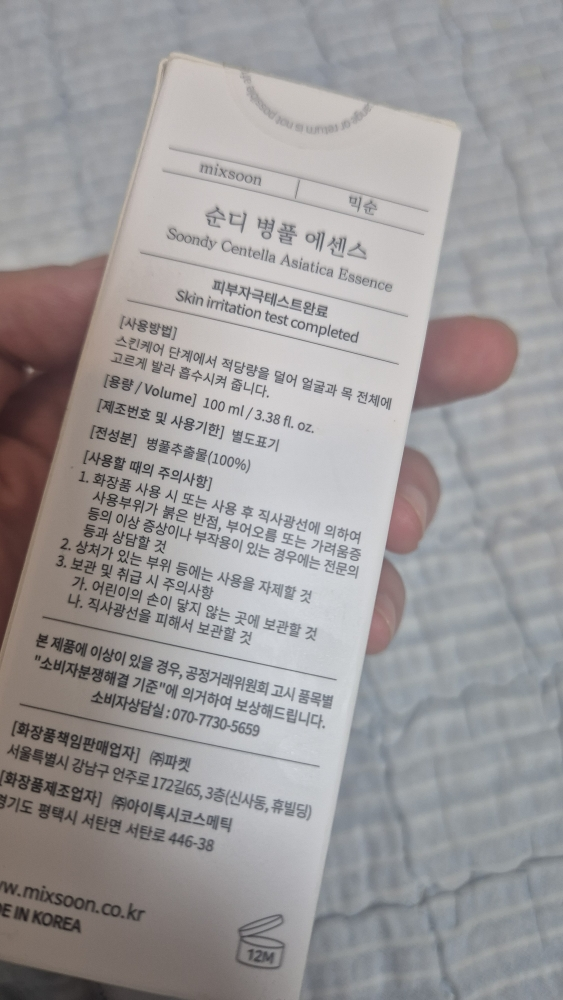 mixsoon | 믹순
순디 병풀 에센스
Soondy Centella Asiatica Essence
피부자극테스트완료
Skin irritation test completed
[사용방법]
스킨케어 단계에서 적당량을 덜어 얼굴과 목 전체에
고르게 발라 흡수시켜 줍니다.
[용량 / Volume] 100 ml / 3.38 fl. oz.
[제조번호 및 사용기한] 별도표기
[전성분] 병풀추출물(100%)
[사용할 때의 주의사항]
1. 화장품 사용 시 또는 사용 후 직사광선에 의하여
사용부위가 붉은 반점, 부어오름 또는 가려움증
등의 이상 증상이나 부작용이 있는 경우에는 전문의
등과 상담할 것
2. 상처가 있는 부위 등에는 사용을 자제할 것
3. 보관 및 취급 시 주의사항
가. 어린이의 손이 닿지 않는 곳에 보관할 것
나. 직사광선을 피해서 보관할 것
본 제품에 이상이 있을 경우, 공정거래위원회 고시 품목별
"소비자분쟁해결 기준"에 의거하여 보상해드립니다.
소비자상담실 : 070-7730-5659
[화장품책임판매업자] ㈜파켓
서울특별시 강남구 언주로 172길65, 3층(신사동, 휴빌딩)
[화장품제조업자] ㈜아이톡시코스메틱
경기도 평택시 서탄면 서탄로 446-38
w.mixsoon.co.kr
DE IN KOREA
12M